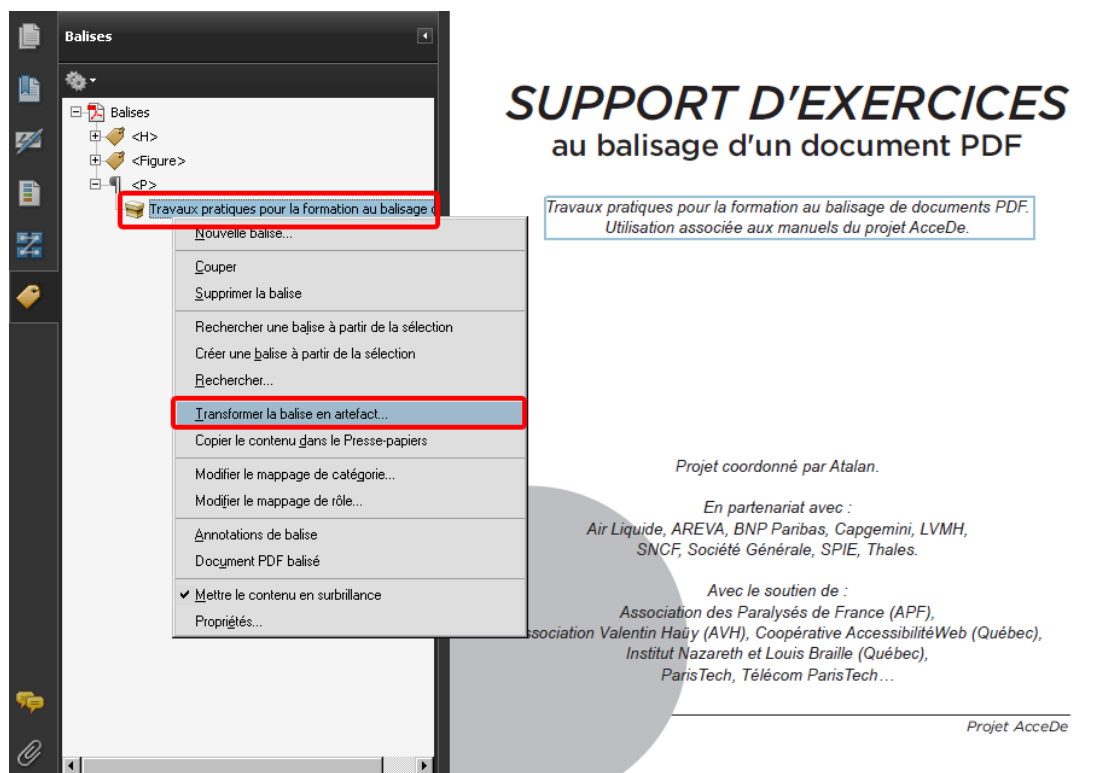 Balises
Balises
<H>
<Figure>
<P>
Travaux pratiques pour la formation au balisage
Nouvelle balise...
Couper
Supprimer la balise
Rechercher une balise à partir de la sélection
Créer une balise à partir de la sélection
Rechercher...
Transformer la balise en artefact...
Copier le contenu dans le Presse-papiers
Modifier le mappage de catégorie...
Modifier le mappage de rôle...
Annotations de balise
Document PDF balisé
Mettre le contenu en surbrillance
Propriétés...
SUPPORT D'EXERCICES
au balisage d'un document PDF
Travaux pratiques pour la formation au balisage de documents PDF.
Utilisation associée aux manuels du projet AcceDe.
Projet coordonné par Atalan.
En partenariat avec :
Air Liquide, AREVA, BNP Paribas, Capgemini, LVMH,
SNCF, Société Générale, SPIE, Thales.
Avec le soutien de :
Association des Paralysés de France (APF),
ssociation Valentin Haüy (AVH), Coopérative AccessibilitéWeb (Québec),
Institut Nazareth et Louis Braille (Québec),
ParisTech, Télécom ParisTech…
Projet AcceDe